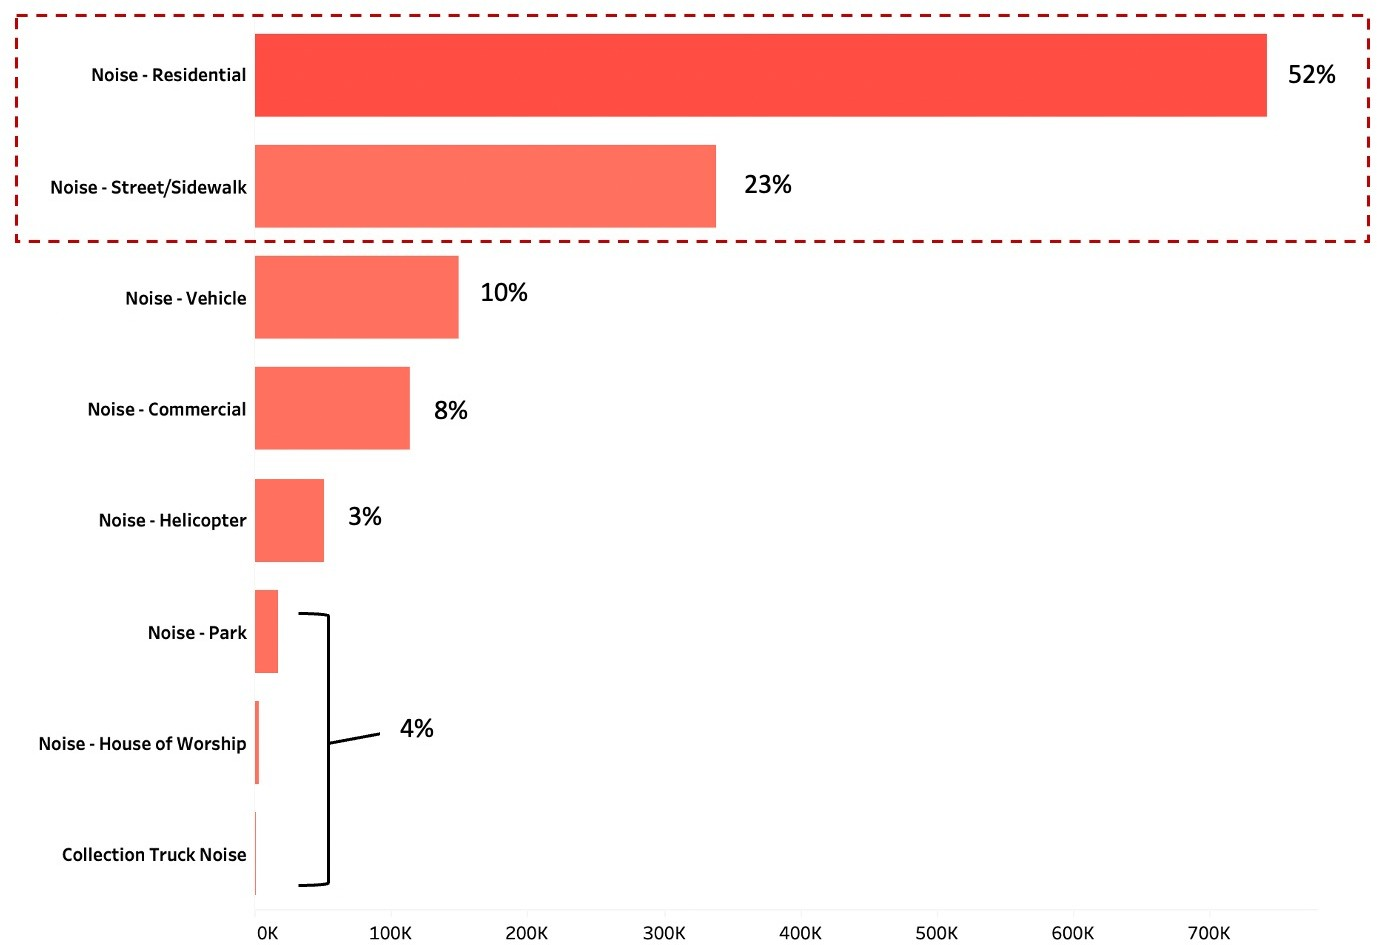 Noise - Residential 52%
Noise - Street/Sidewalk 23%
Noise - Vehicle 10%
Noise - Commercial 8%
Noise - Helicopter 3%
Noise - Park
Noise - House of Worship 4%
Collection Truck Noise
0K 100K 200K 300K 400K 500K 600K 700K